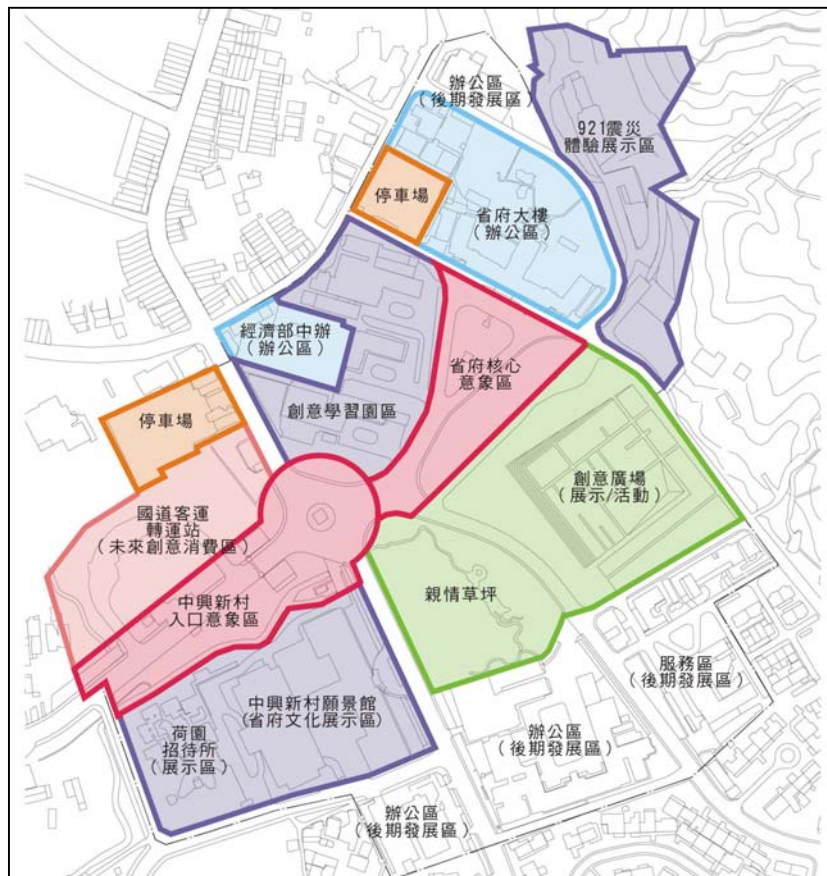 辦公區
(後期發展區)
921震災
體驗展示區
停車場
省府大樓
(辦公區)
經濟部中辦
(辦公區)
省府核心
意象區
創意學習園區
停車場
創意廣場
(展示/活動)
國道客運
轉運站
(未來創意消費區)
中興新村
入口意象區
親情草坪
服務區
(後期發展區)
中興新村願景館
(省府文化展示區)
荷園
招待所
(展示區)
辦公區
(後期發展區)
辦公區
(後期發展區)